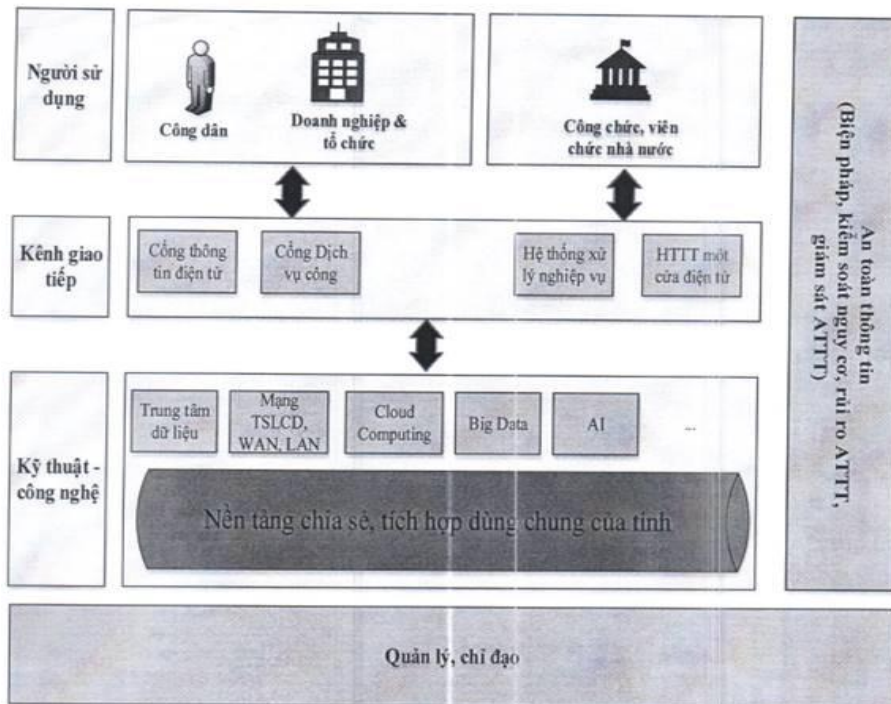 Người sử
dụng
Công dân
Doanh nghiệp &
tổ chức
Công chức, viên
chức nhà nước
Kênh giao
tiếp
Cổng thông
tin điện tử
Cổng Dịch
vụ công
Hệ thống xử
lý nghiệp vụ
HTTT một
cửa điện tử
Kỹ thuật -
công nghệ
Trung tâm
dữ liệu
Mạng
TSLCD,
WAN, LAN
Cloud
Computing
Big Data
AI
...
Nền tảng chia sẻ, tích hợp dùng chung của tỉnh
An toàn thông tin
(Biện pháp, kiểm soát nguy cơ, rủi ro ATTT,
giám sát ATTT)
Quản lý, chỉ đạo